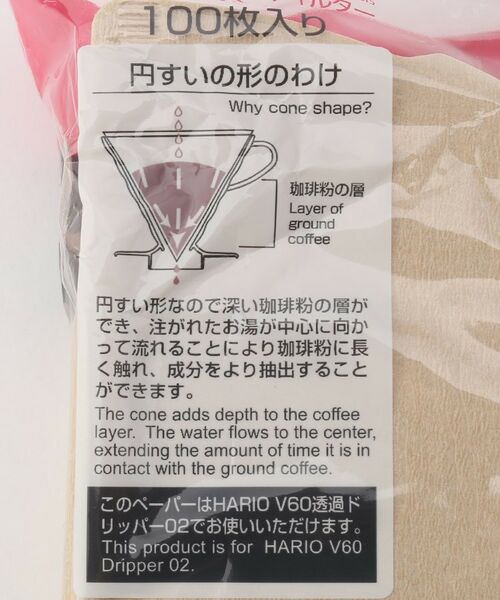 100枚入り
円すいの形のわけ
Why cone shape?
珈琲粉の層
Layer of
ground
coffee
円すい形なので深い珈琲粉の層が
でき、注がれたお湯が中心に向か
って流れることにより珈琲粉に長
く触れ、成分をより抽出すること
ができます。
The cone adds depth to the coffee
layer. The water flows to the center,
extending the amount of time it is in
contact with the ground coffee.
このペーパーはHARIO V60透過ド
リッパー02でお使いいただけます。
This product is for HARIO V60
Dripper 02.